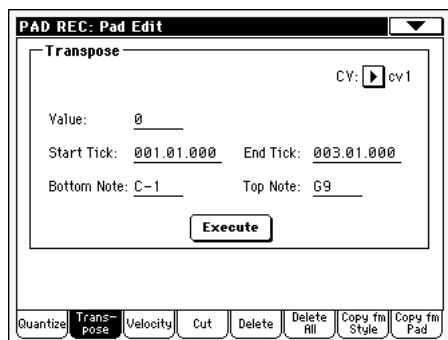 PAD REC: Pad Edit
Transpose
CV: cv1
Value: 0
Start Tick: 001.01.000 End Tick: 003.01.000
Bottom Note: C-1 Top Note: G9
Execute
Quantize Trans- Velocity Cut Delete Delete Copy fm Copy fm
pose All Style Pad